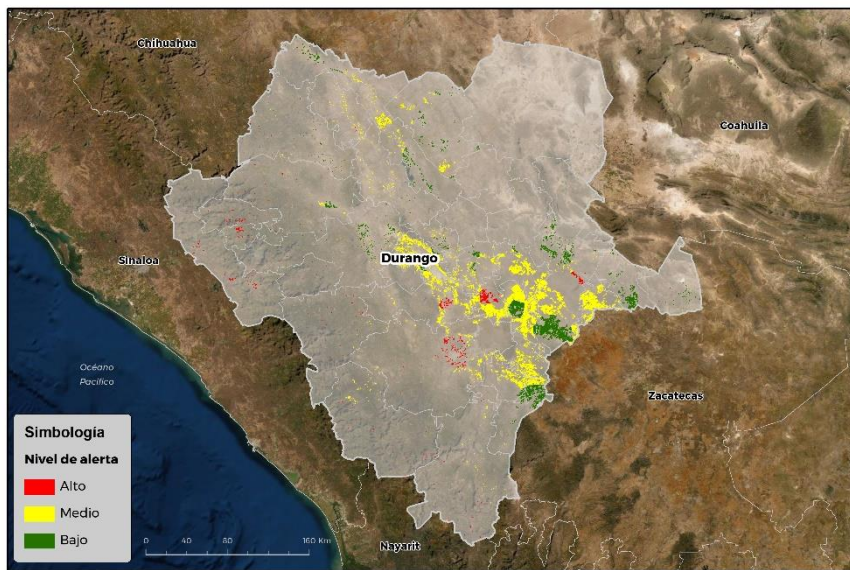 Chihuahua
Coahuila
Sinaloa
Durango
Océano
Pacífico
Zacatecas
Nayarit
Simbología
Nivel de alerta
Alto
Medio
Bajo
0 40 80 160 Km